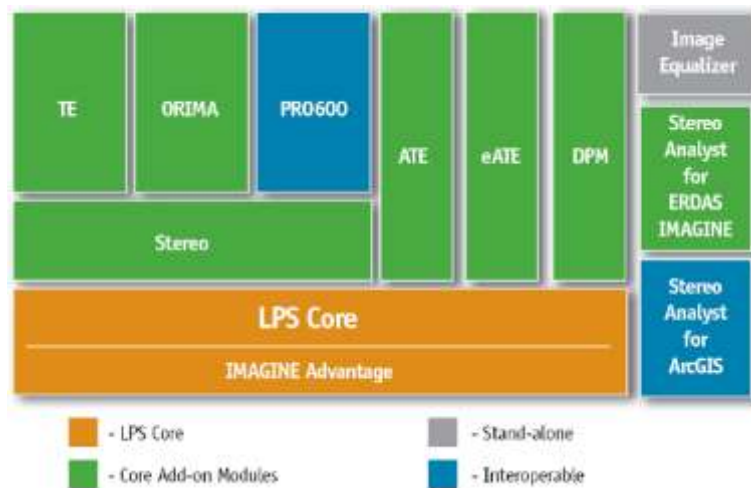 TE
ORIMA
PRO600
ATE
eATE
DPM
Image
Equalizer
Stereo
Analyst
for
ERDAS
IMAGINE
Stereo
LPS Core
IMAGINE Advantage
Stereo
Analyst
for
ArcGIS
- LPS Core
- Stand-alone
- Core Add-on Modules
- Interoperable